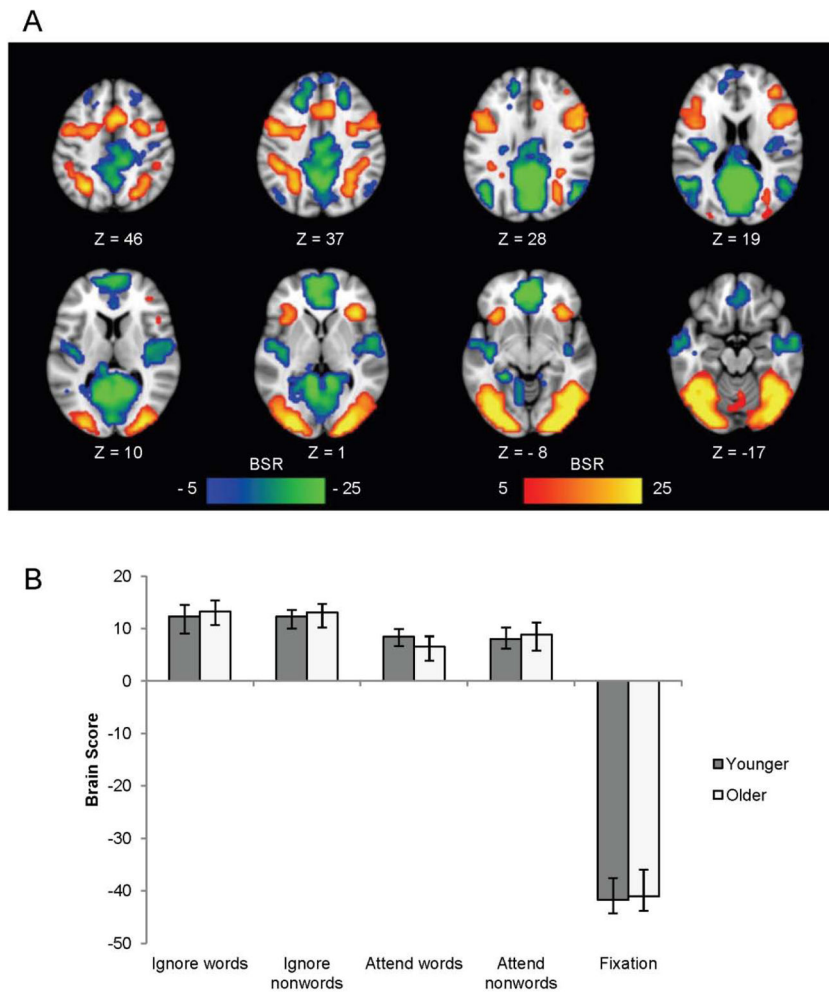 A
Z = 46
Z = 37
Z = 28
Z = 19
Z = 10
Z = 1
Z = - 8
Z = -17
BSR
BSR
- 5
- 25
5
25
B
20
10
0
-10
-20
-30
-40
-50
Brain Score
Younger
Older
Ignore words
Ignore
nonwords
Attend words
Attend
nonwords
Fixation